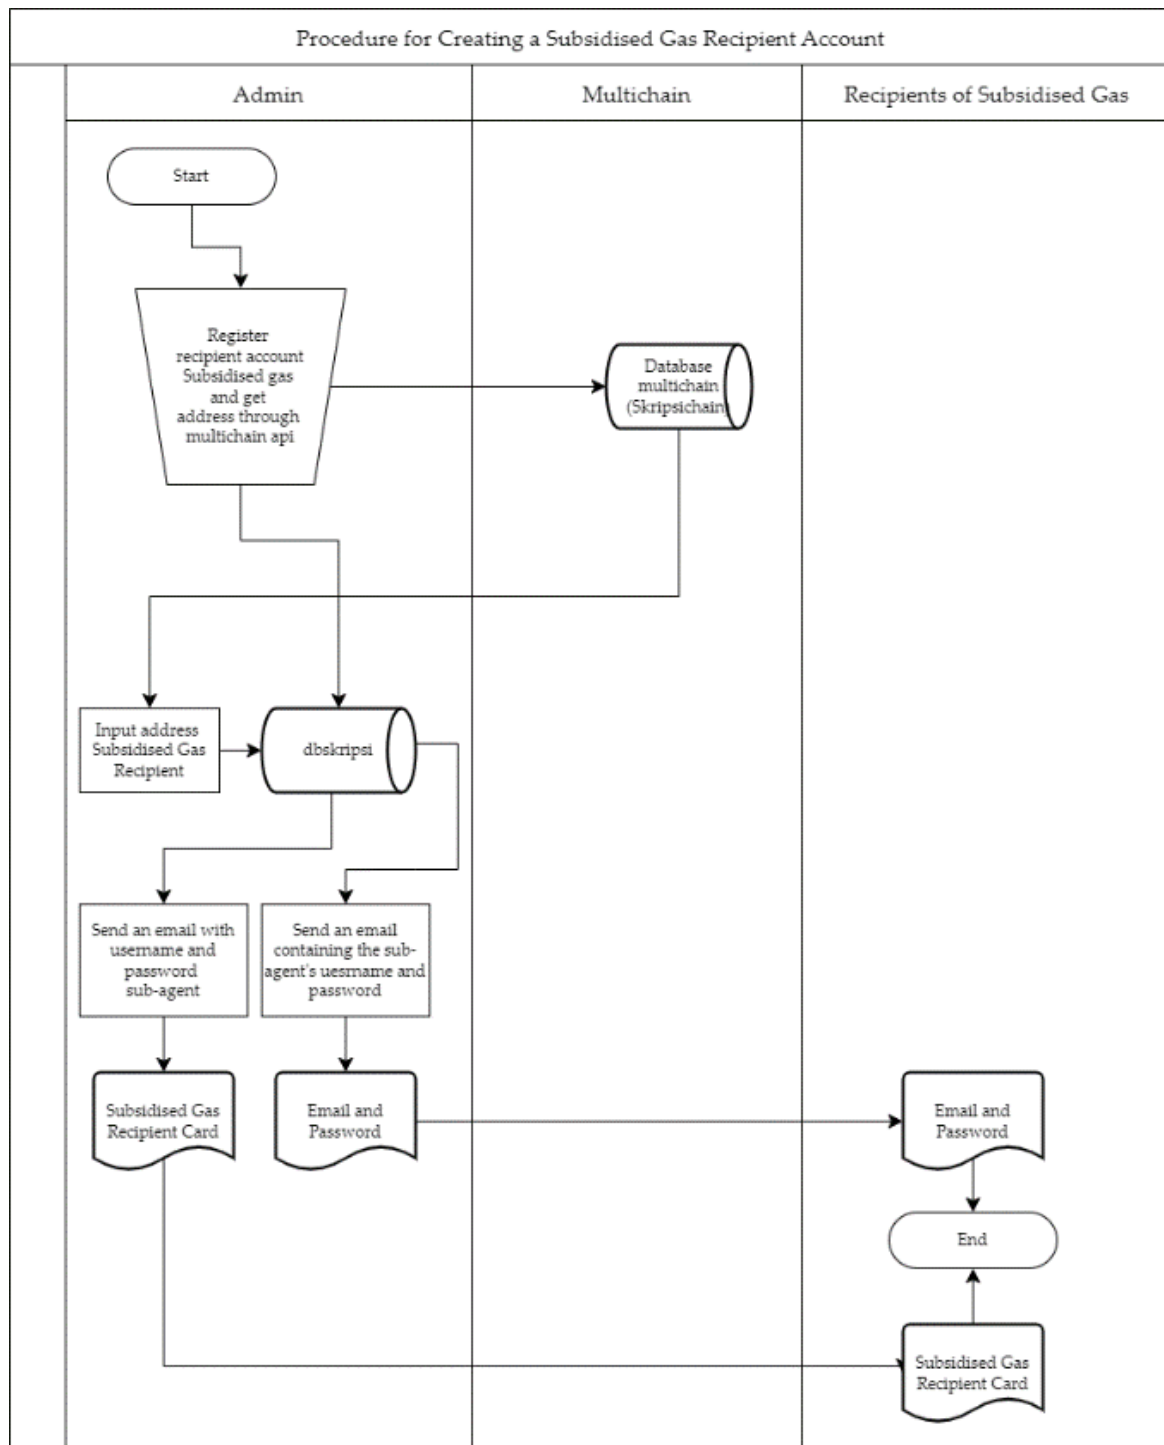 Procedure for Creating a Subsidised Gas Recipient Account
Admin
Multichain
Recipients of Subsidised Gas
Start
Register
recipient account
Subsidised gas
and get
address through
multichain api
Database
multichain
(Skripsichain)
Input address
Subsidised Gas
Recipient
dbskripsi
Send an email with
username and
password
sub-agent
Send an email
containing the sub-
agent's uesrname and
password
Subsidised Gas
Recipient Card
Email and
Password
Email and
Password
End
Subsidised Gas
Recipient Card